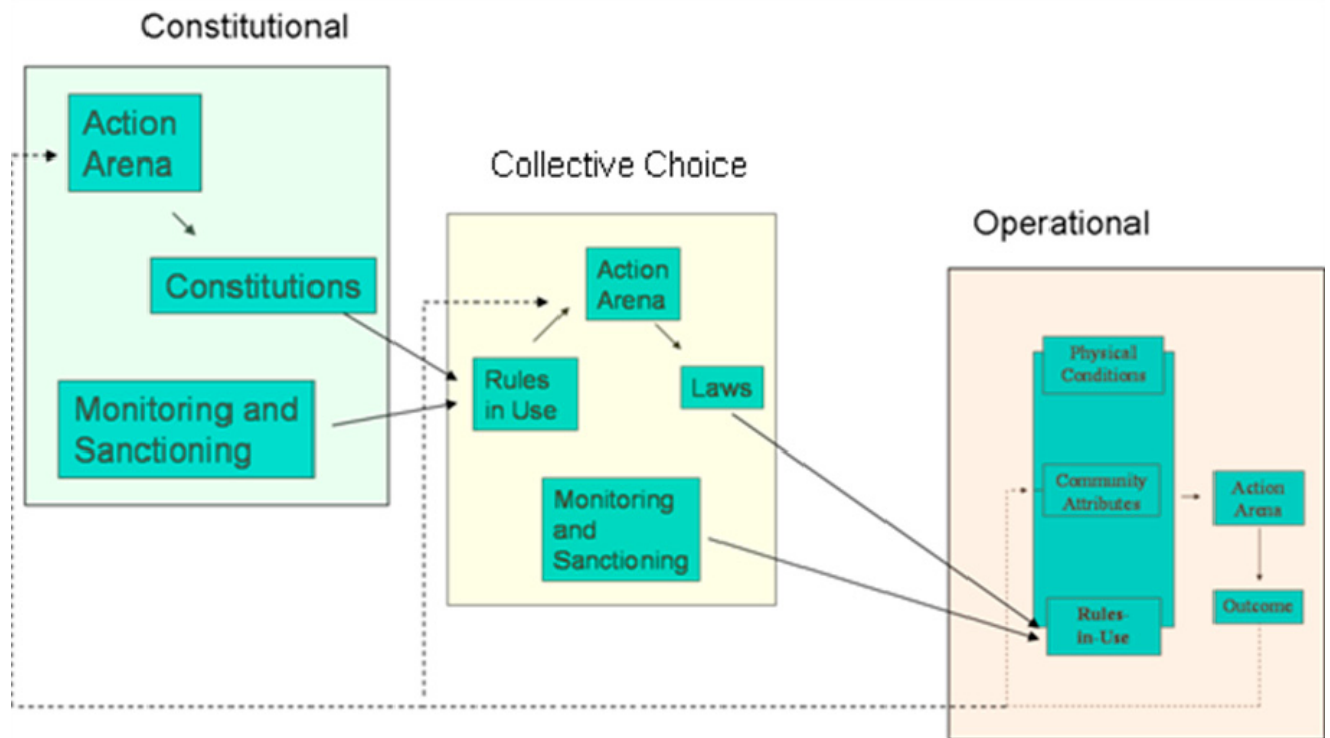 Constitutional
Action
Arena
Constitutions
Monitoring and
Sanctioning
Collective Choice
Action
Arena
Rules
in Use
Laws
Monitoring
and
Sanctioning
Operational
Physical
Conditions
Community
Attributes
Rules-
in-Use
Action
Arena
Outcome